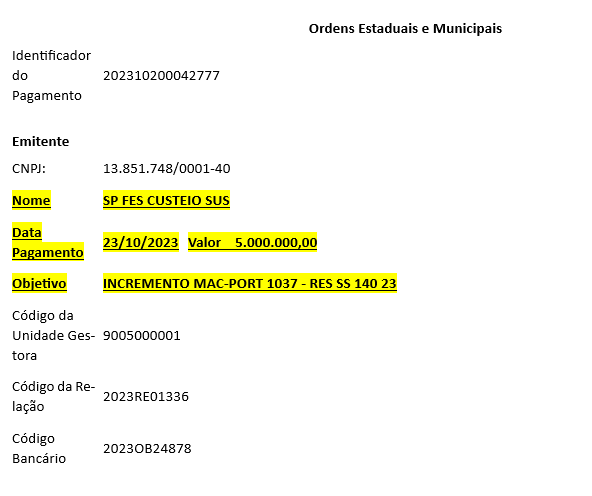 Ordens Estaduais e Municipais
Identificador
do
Pagamento
202310200042777
Emitente
CNPJ: 13.851.748/0001-40
Nome SP FES CUSTEIO SUS
Data
Pagamento
23/10/2023 Valor 5.000.000,00
Objetivo INCREMENTO MAC-PORT 1037 - RES SS 140 23
Código da
Unidade Ges-
tora
9005000001
Código da Re-
lação
2023RE01336
Código
Bancário
2023OB24878